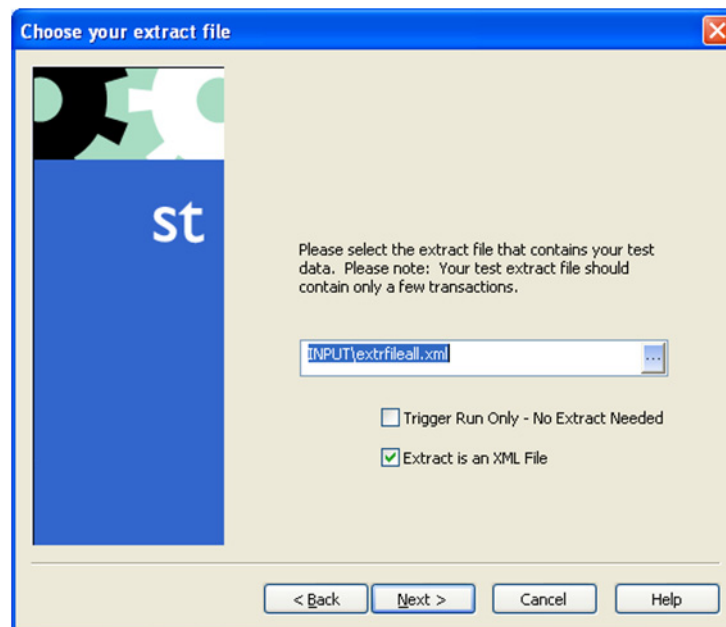 Choose your extract file
st
Please select the extract file that contains your test
data. Please note: Your test extract file should
contain only a few transactions.
INPUT\extrfileall.xml
...
Trigger Run Only - No Extract Needed
Extract is an XML File
< Back
Next >
Cancel
Help